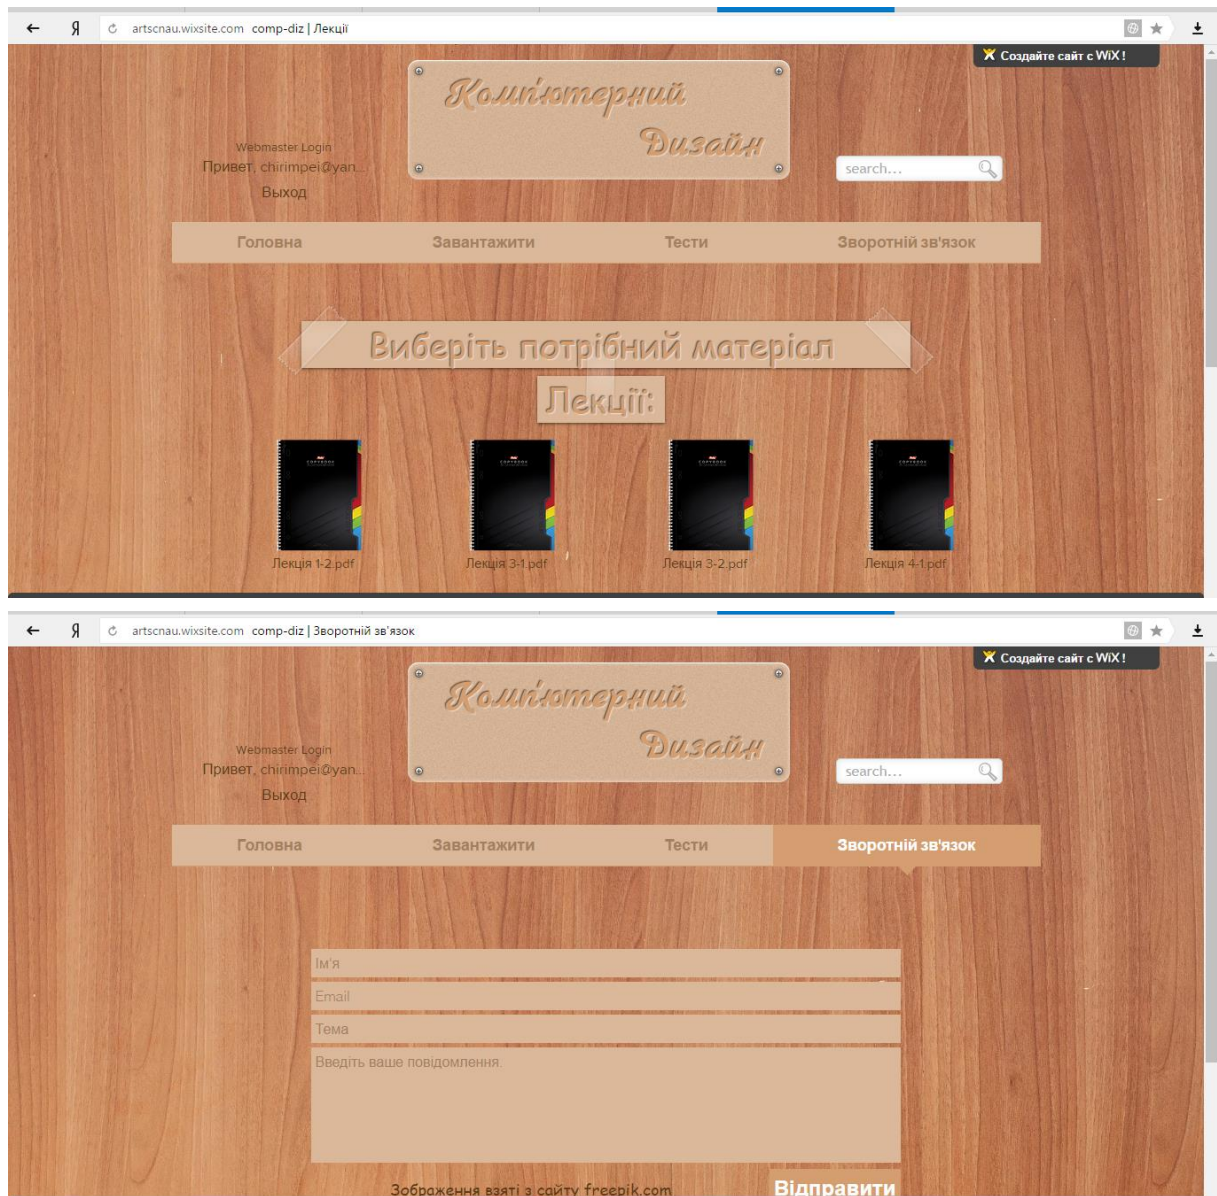 artscnau.wixsite.com comp-diz | Лекції
Создайте сайт с WiX!
Комп'ютерний
Дизайн
Webmaster Login
Привет, chirimpei@yan...
Выход
search...
Головна Завантажити Тести Зворотній зв'язок
Виберіть потрібний матеріал
Лекції:
Лекція 1-2.pdf Лекція 3-1.pdf Лекція 3-2.pdf Лекція 4-1.pdf
artscnau.wixsite.com comp-diz | Зворотній зв'язок
Создайте сайт с WiX!
Комп'ютерний
Дизайн
Webmaster Login
Привет, chirimpei@yan...
Выход
search...
Головна Завантажити Тести Зворотній зв'язок
Ім'я
Email
Тема
Введіть ваше повідомлення:
Відправити
Зображення взяті з сайту freepik.com